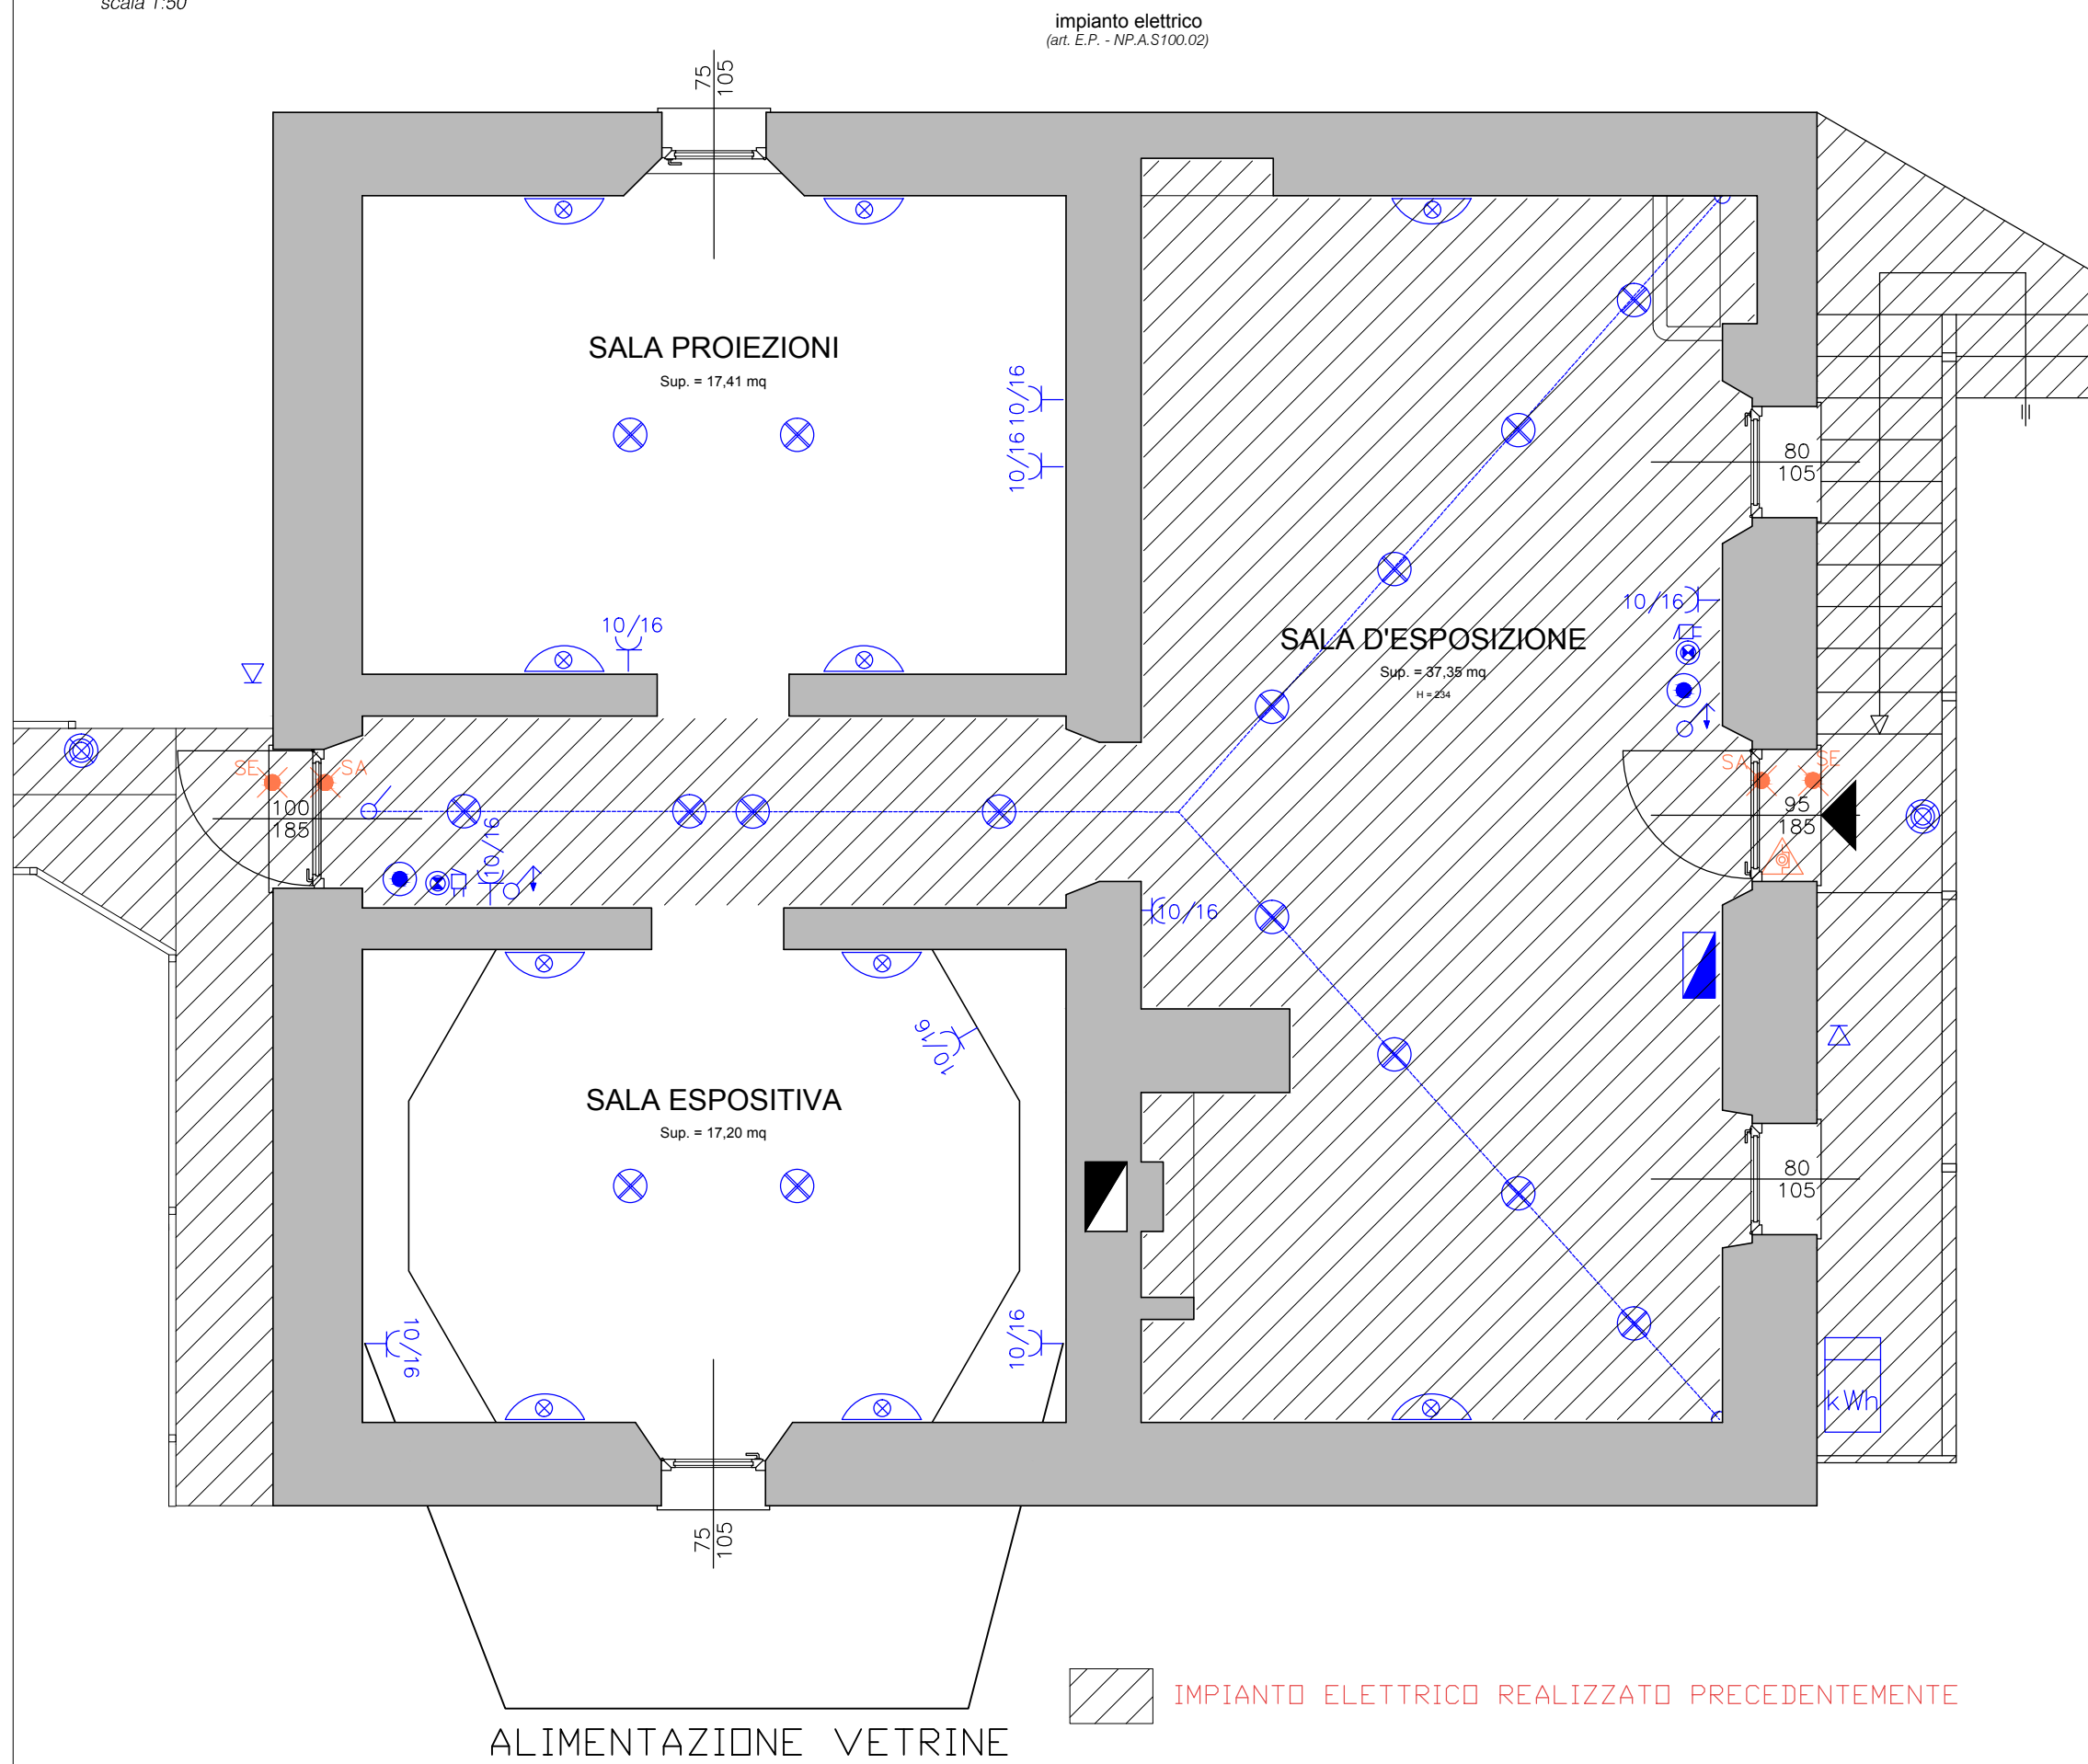 scala 1:50
impianto elettrico
(art. E.P. - NP.A.S100.02)
75
105
SALA PROIEZIONI
Sup. = 17,41 mq
10/16
10/16
80
105
10/16
10/16
SALA D'ESPOSIZIONE
Sup. = 37,35 mq
H = 234
SE
SA
100
185
SA
SE
95
185
10/16
10/16
10/16
SALA ESPOSITIVA
Sup. = 17,20 mq
80
105
10/16
10/16
kWh
75
105
IMPIANTO ELETTRICO REALIZZATO PRECEDENTEMENTE
ALIMENTAZIONE VETRINE